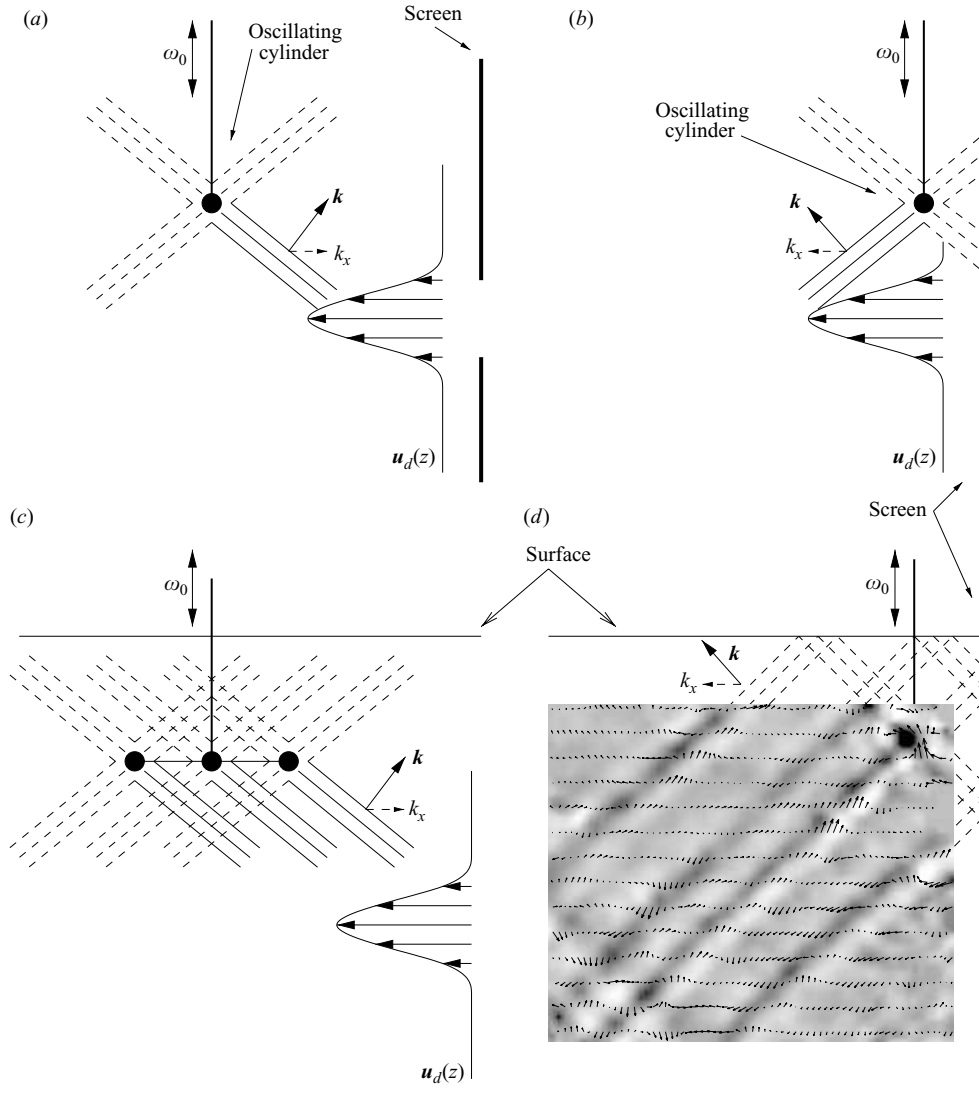 (a)
Screen
Oscillating
cylinder
ω0
k
kx
ud(z)
(b)
ω0
Oscillating
cylinder
k
kx
ud(z)
(c)
Surface
ω0
k
kx
ud(z)
(d)
Screen
ω0
k
kx